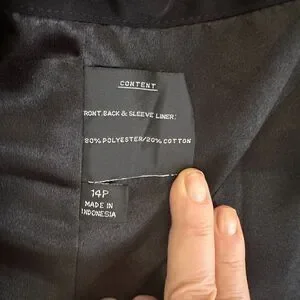 CONTENT
FRONT, BACK & SLEEVE LINER:
80% POLYESTER/20% COTTON
14P
MADE IN
INDONESIA